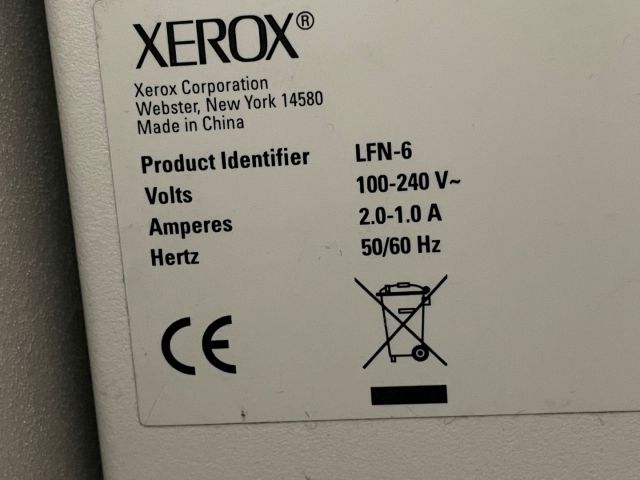 XEROX®
Xerox Corporation
Webster, New York 14580
Made in China
Product Identifier LFN-6
Volts 100-240 V~
Amperes 2.0-1.0 A
Hertz 50/60 Hz
CE